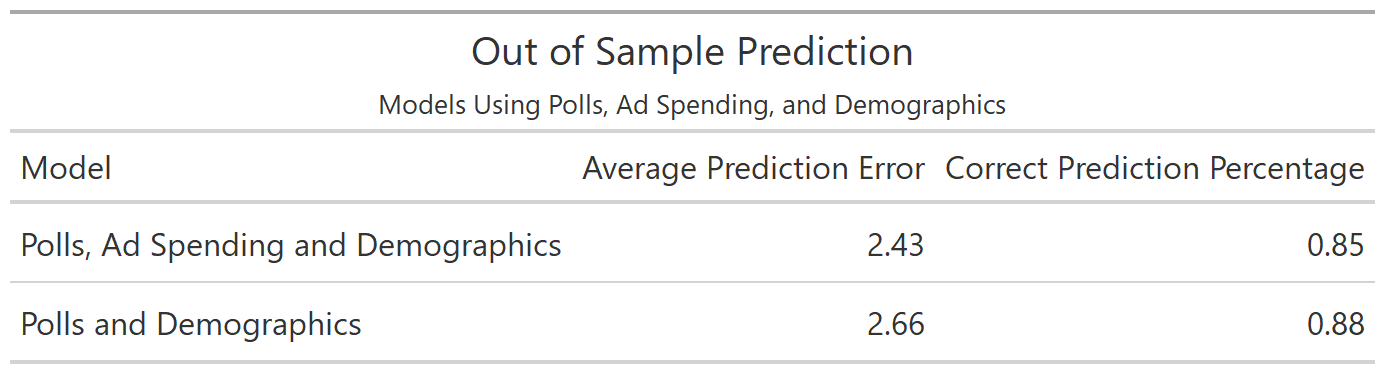 Out of Sample Prediction
Models Using Polls, Ad Spending, and Demographics
Model Average Prediction Error Correct Prediction Percentage
Polls, Ad Spending and Demographics 2.43 0.85
Polls and Demographics 2.66 0.88